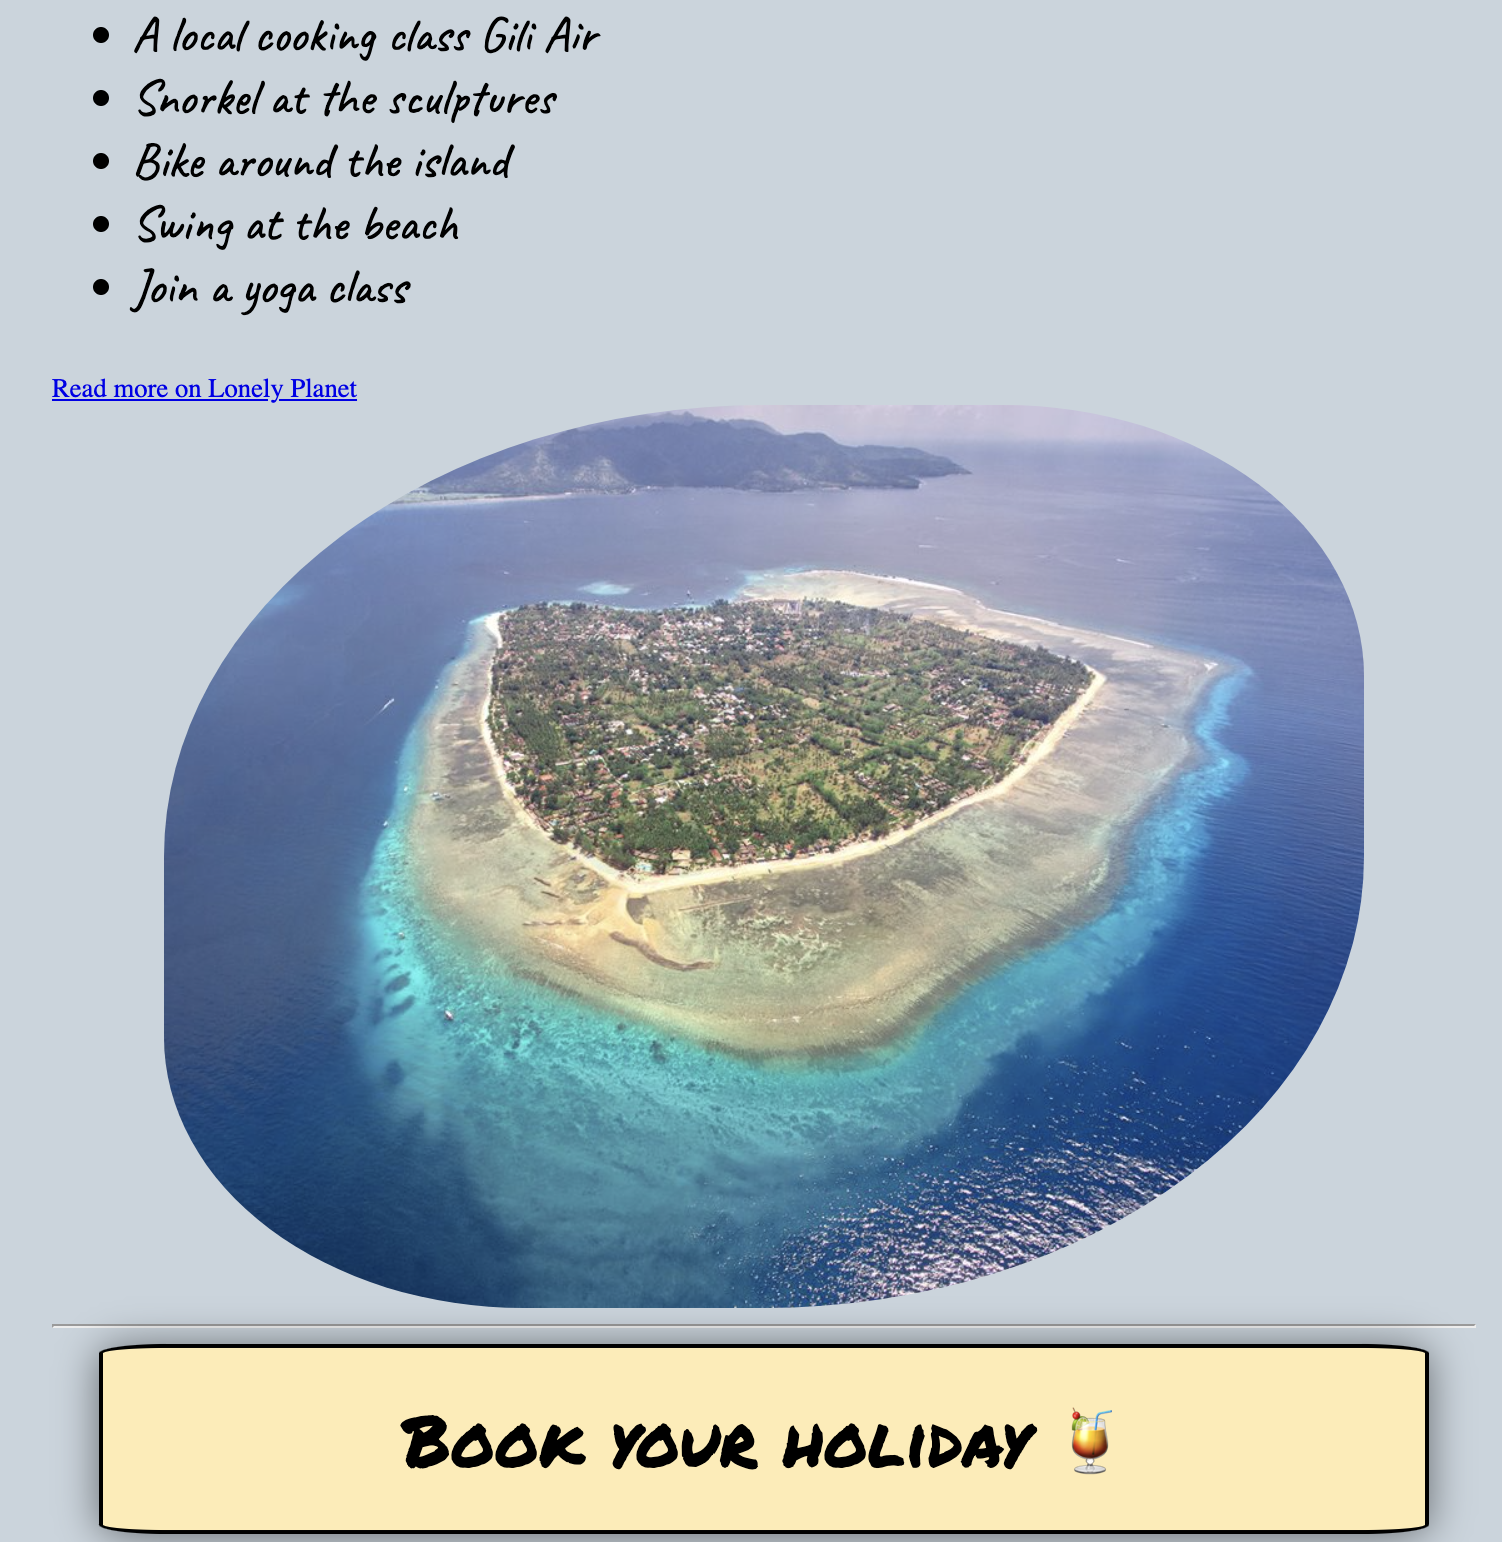 A local cooking class Gili Air
Snorkel at the sculptures
Bike around the island
Swing at the beach
Join a yoga class
Read more on Lonely Planet
Book your holiday 🍹